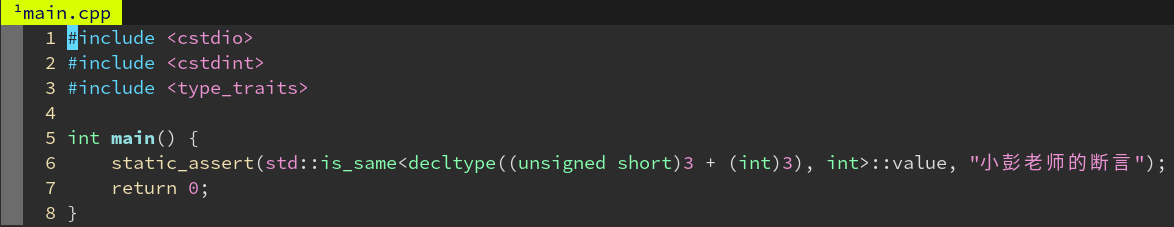 ¹main.cpp
1 #include <cstdio>
2 #include <cstdint>
3 #include <type_traits>
4
5 int main() {
6     static_assert(std::is_same<decltype((unsigned short)3 + (int)3), int>::value, "小彭老师的断言");
7     return 0;
8 }